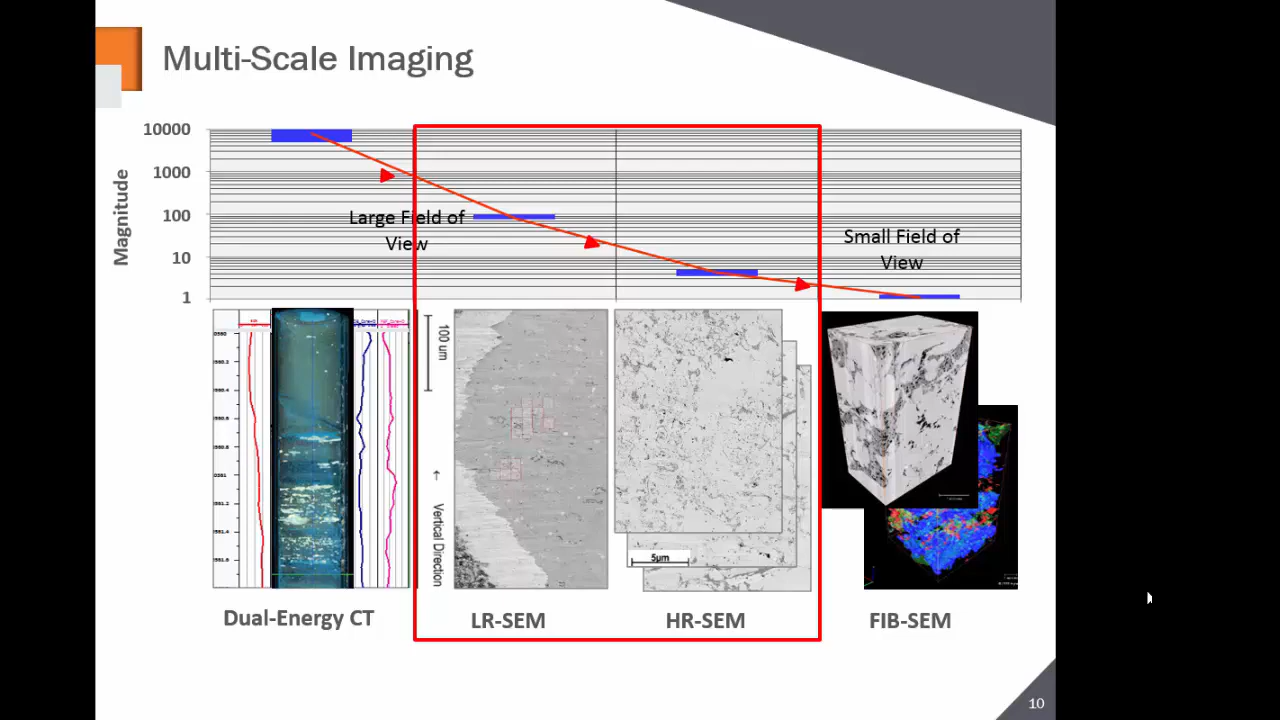 Multi-Scale Imaging
10000
1000
100
10
1
Magnitude
Large Field of
View
Small Field of
View
100 um
↓ Vertical Direction
5μm
Dual-Energy CT
LR-SEM
HR-SEM
FIB-SEM
10